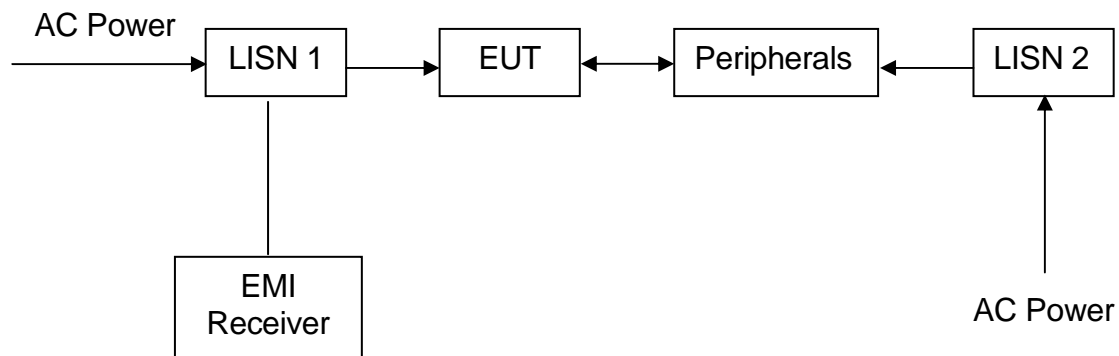 AC Power
LISN 1
EUT
Peripherals
LISN 2
EMI
Receiver
AC Power